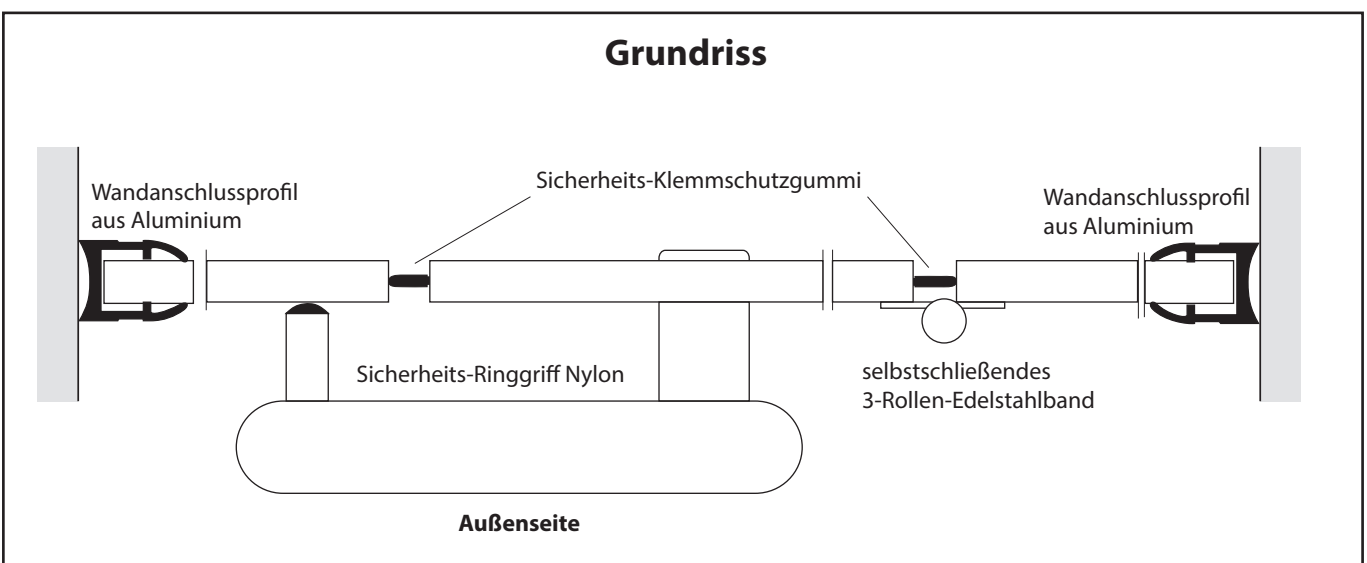 Grundriss
Wandanschlussprofil
aus Aluminium
Sicherheits-Klemmschutzgummi
Wandanschlussprofil
aus Aluminium
Sicherheits-Ringgriff Nylon
selbstschließendes
3-Rollen-Edelstahlband
Außenseite